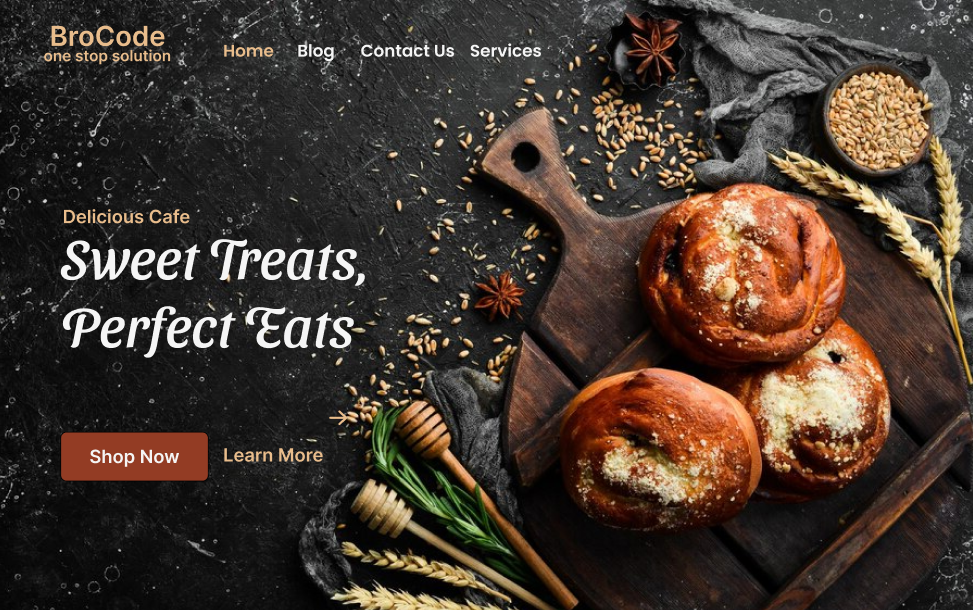 BroCode
one stop solution
Home Blog Contact Us Services
Delicious Cafe
Sweet Treats,
Perfect Eats
Shop Now Learn More